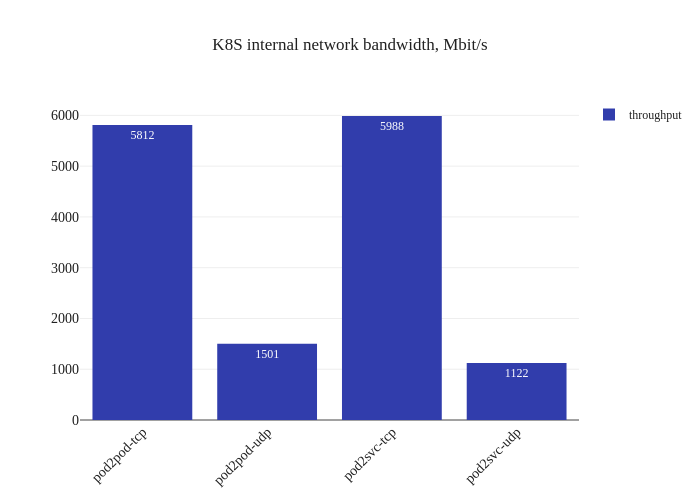 K8S internal network bandwidth, Mbit/s
throughput
6000
5000
4000
3000
2000
1000
0
5812
1501
5988
1122
pod2pod-tcp
pod2pod-udp
pod2svc-tcp
pod2svc-udp